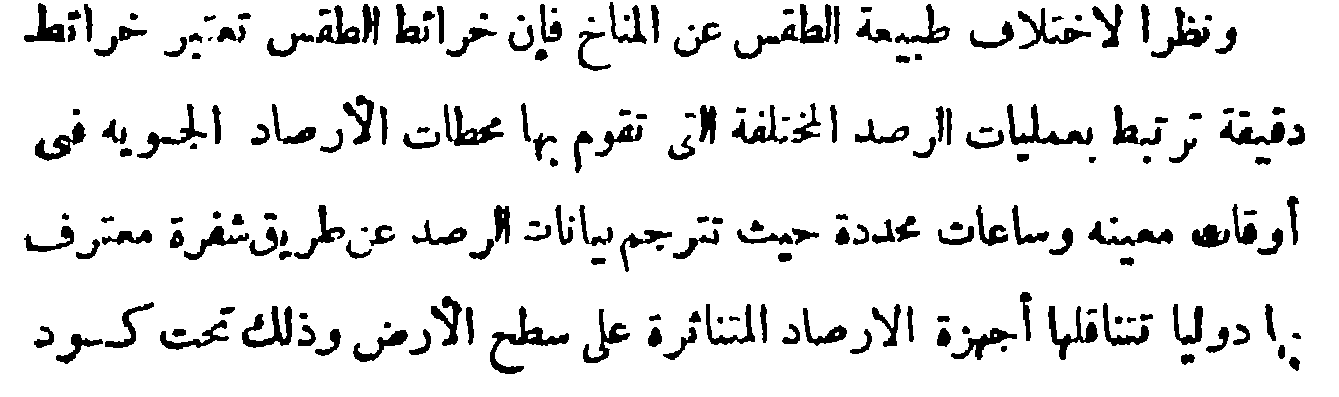 ونظرا لاختلاف طبيعة الطقس عن المناخ فإن خرائط الطقس تعتبر خرائط
دقيقة ترتبط بعمليات الرصد المختلفة التى تقوم بها محطات الأرصاد الجويه فى
أوقات معينه وساعات محددة حيث تترجم بيانات الرصد عن طريق شفرة معترف
بها دوليا تتناقلها أجهزة الارصاد المتناثرة على سطح الأرض وذلك تحت كود